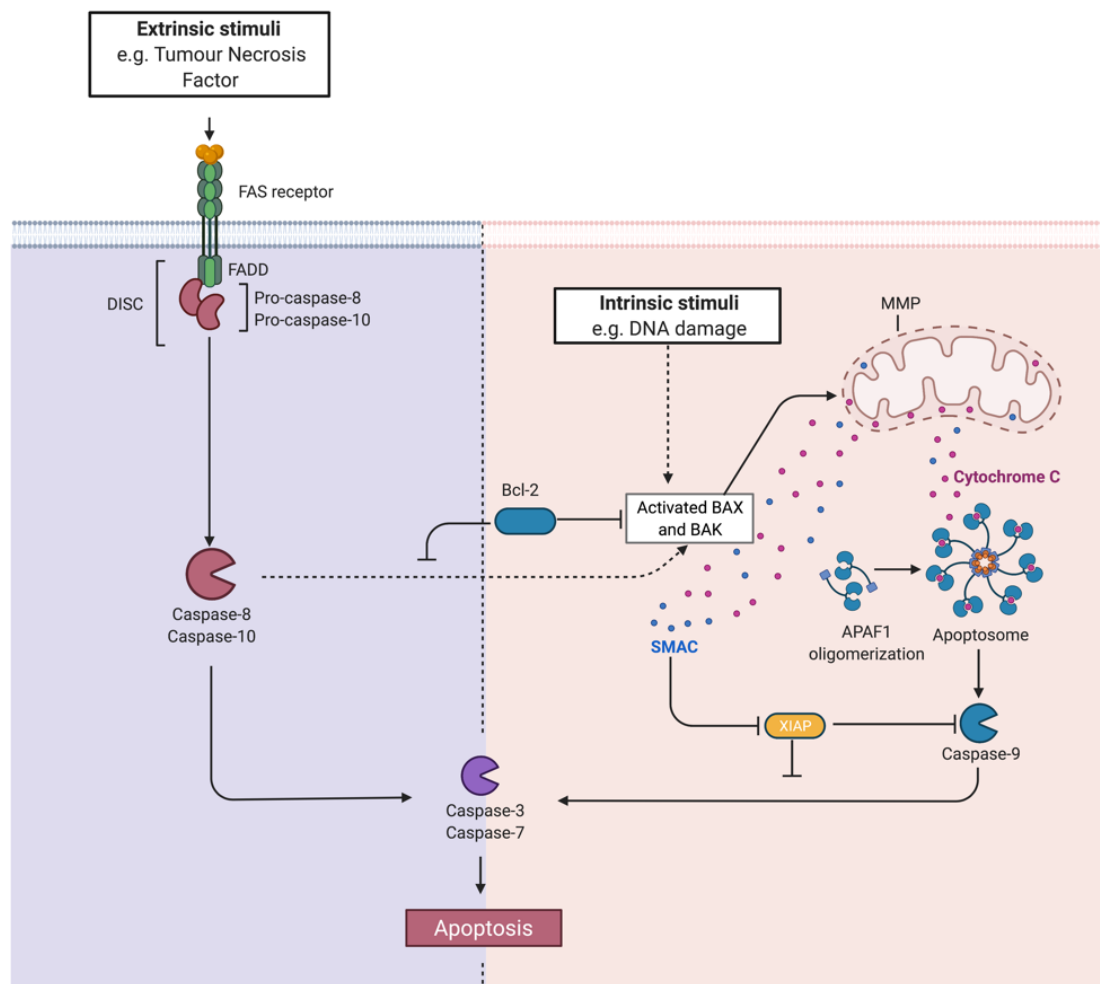 Extrinsic stimuli
e.g. Tumour Necrosis
Factor
FAS receptor
FADD
DISC
Pro-caspase-8
Pro-caspase-10
Intrinsic stimuli
e.g. DNA damage
MMP
Cytochrome C
Bcl-2
Activated BAX
and BAK
Caspase-8
Caspase-10
SMAC
APAF1
oligomerization
Apoptosome
XIAP
Caspase-9
Caspase-3
Caspase-7
Apoptosis